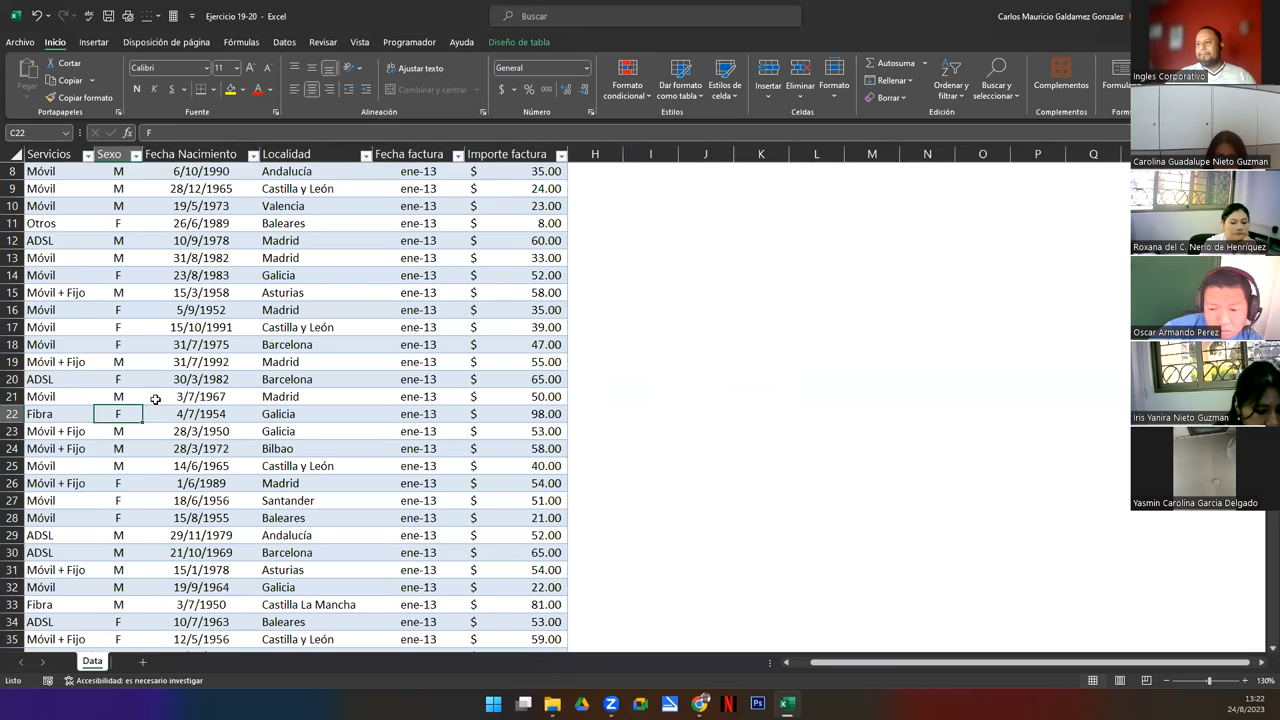 Ejercicio 19-20 - Excel
Buscar
Carlos Mauricio Galdamez Gonzalez
Archivo Inicio Insertar Disposición de página Fórmulas Datos Revisar Vista Programador Ayuda Diseño de tabla
Pegar
Cortar
Copiar
Copiar formato
Portapapeles
Calibri 11
N K S
Fuente
Ajustar texto
Combinar y centrar
Alineación
General
$ % 000
Número
Formato condicional
Dar formato como tabla
Estilos de celda
Estilos
Insertar
Eliminar
Formato
Celdas
Autosuma
Rellenar
Borrar
Ordenar y filtrar
Buscar y seleccionar
Edición
Complementos
Complementos
C22 fx F
Servicios Sexo Fecha Nacimiento Localidad Fecha factura Importe factura H I J K L M N O P Q
8 Móvil M 6/10/1990 Andalucía ene-13 $ 35.00
9 Móvil M 28/12/1965 Castilla y León ene-13 $ 24.00
10 Móvil M 19/5/1973 Valencia ene-13 $ 23.00
11 Otros F 26/6/1989 Baleares ene-13 $ 8.00
12 ADSL M 10/9/1978 Madrid ene-13 $ 60.00
13 Móvil M 31/8/1982 Madrid ene-13 $ 33.00
14 Móvil F 23/8/1983 Galicia ene-13 $ 52.00
15 Móvil + Fijo M 15/3/1958 Asturias ene-13 $ 58.00
16 Móvil F 5/9/1952 Madrid ene-13 $ 35.00
17 Móvil F 15/10/1991 Castilla y León ene-13 $ 39.00
18 Móvil F 31/7/1975 Barcelona ene-13 $ 47.00
19 Móvil + Fijo M 31/7/1992 Madrid ene-13 $ 55.00
20 ADSL F 30/3/1982 Barcelona ene-13 $ 65.00
21 Móvil M 3/7/1967 Madrid ene-13 $ 50.00
22 Fibra F 4/7/1954 Galicia ene-13 $ 98.00
23 Móvil + Fijo M 28/3/1950 Galicia ene-13 $ 53.00
24 Móvil + Fijo M 28/3/1972 Bilbao ene-13 $ 58.00
25 Móvil M 14/6/1965 Castilla y León ene-13 $ 40.00
26 Móvil + Fijo F 1/6/1989 Madrid ene-13 $ 54.00
27 Móvil F 18/6/1956 Santander ene-13 $ 51.00
28 Móvil F 15/8/1955 Baleares ene-13 $ 21.00
29 ADSL M 29/11/1979 Andalucía ene-13 $ 52.00
30 ADSL M 21/10/1969 Barcelona ene-13 $ 65.00
31 Móvil + Fijo M 15/1/1978 Asturias ene-13 $ 54.00
32 Móvil M 19/9/1964 Galicia ene-13 $ 22.00
33 Fibra M 3/7/1950 Castilla La Mancha ene-13 $ 81.00
34 ADSL F 10/7/1963 Baleares ene-13 $ 53.00
35 Móvil + Fijo F 12/5/1956 Castilla y León ene-13 $ 59.00
Data
Listo
Accesibilidad: es necesario investigar
130%
13:22
24/8/2023
Ingles Corporativo
Carolina Guadalupe Nieto Guzman
Roxana del C. Nerio de Henríquez
Oscar Armando Perez
Iris Yanira Nieto Guzmán
Yasmin Carolina Garcia Delgado